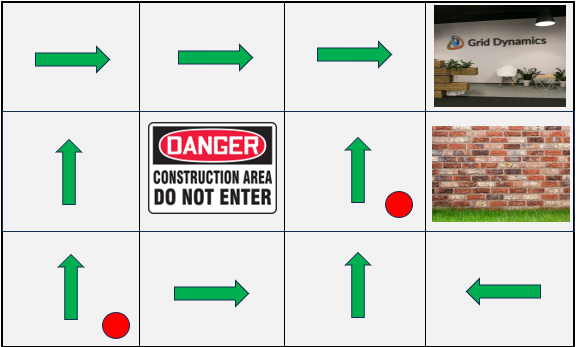 Grid Dynamics
DANGER
CONSTRUCTION AREA
DO NOT ENTER